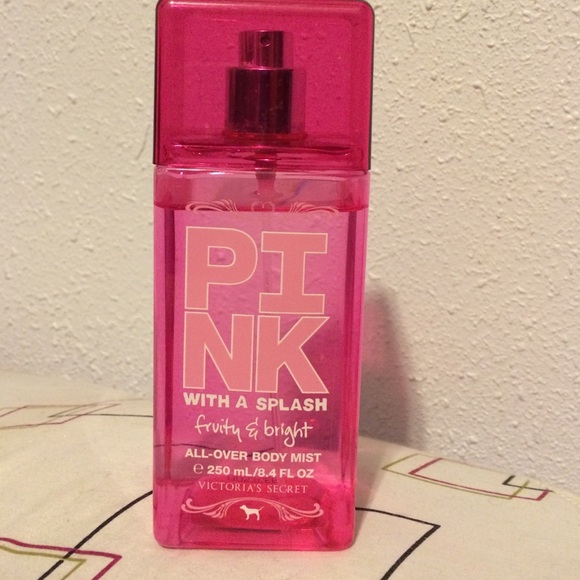 PI
NK
WITH A SPLASH
fruity & bright
ALL-OVER BODY MIST
℮ 250 mL/8.4 FL OZ
VICTORIA'S SECRET